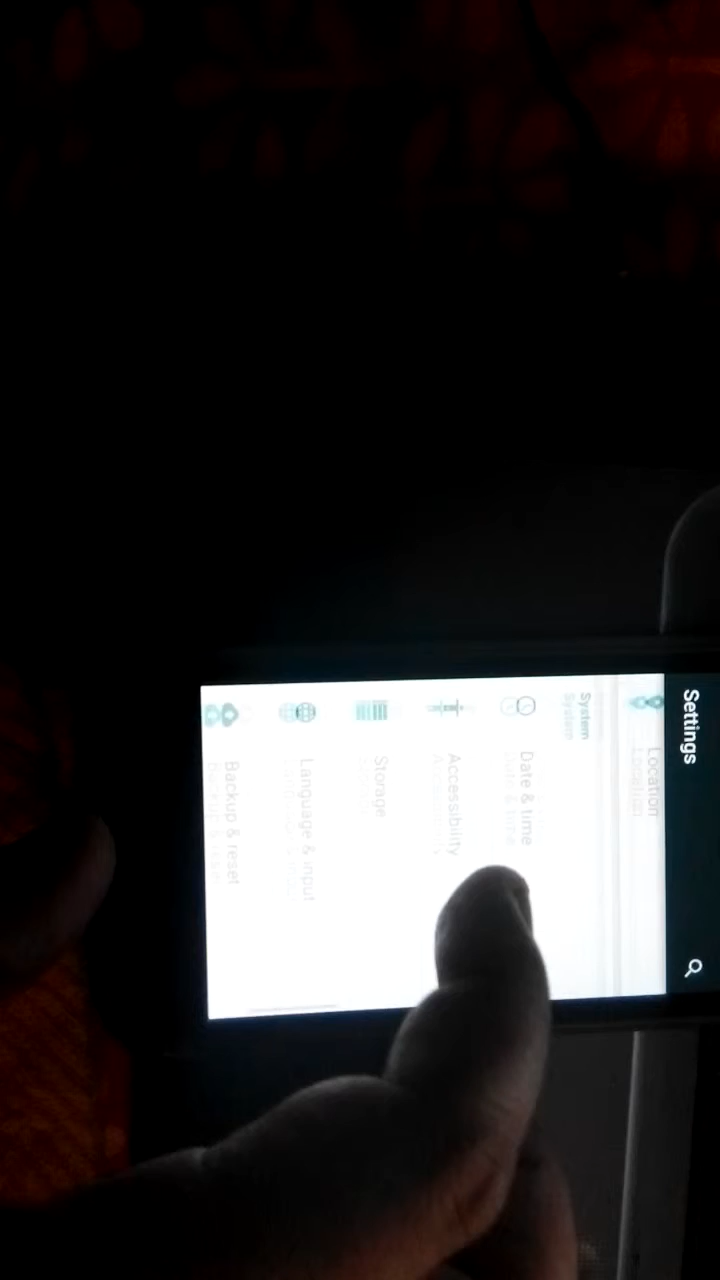 Settings
Location
System
Date & time
Accessibility
Storage
Language & input
Backup & reset